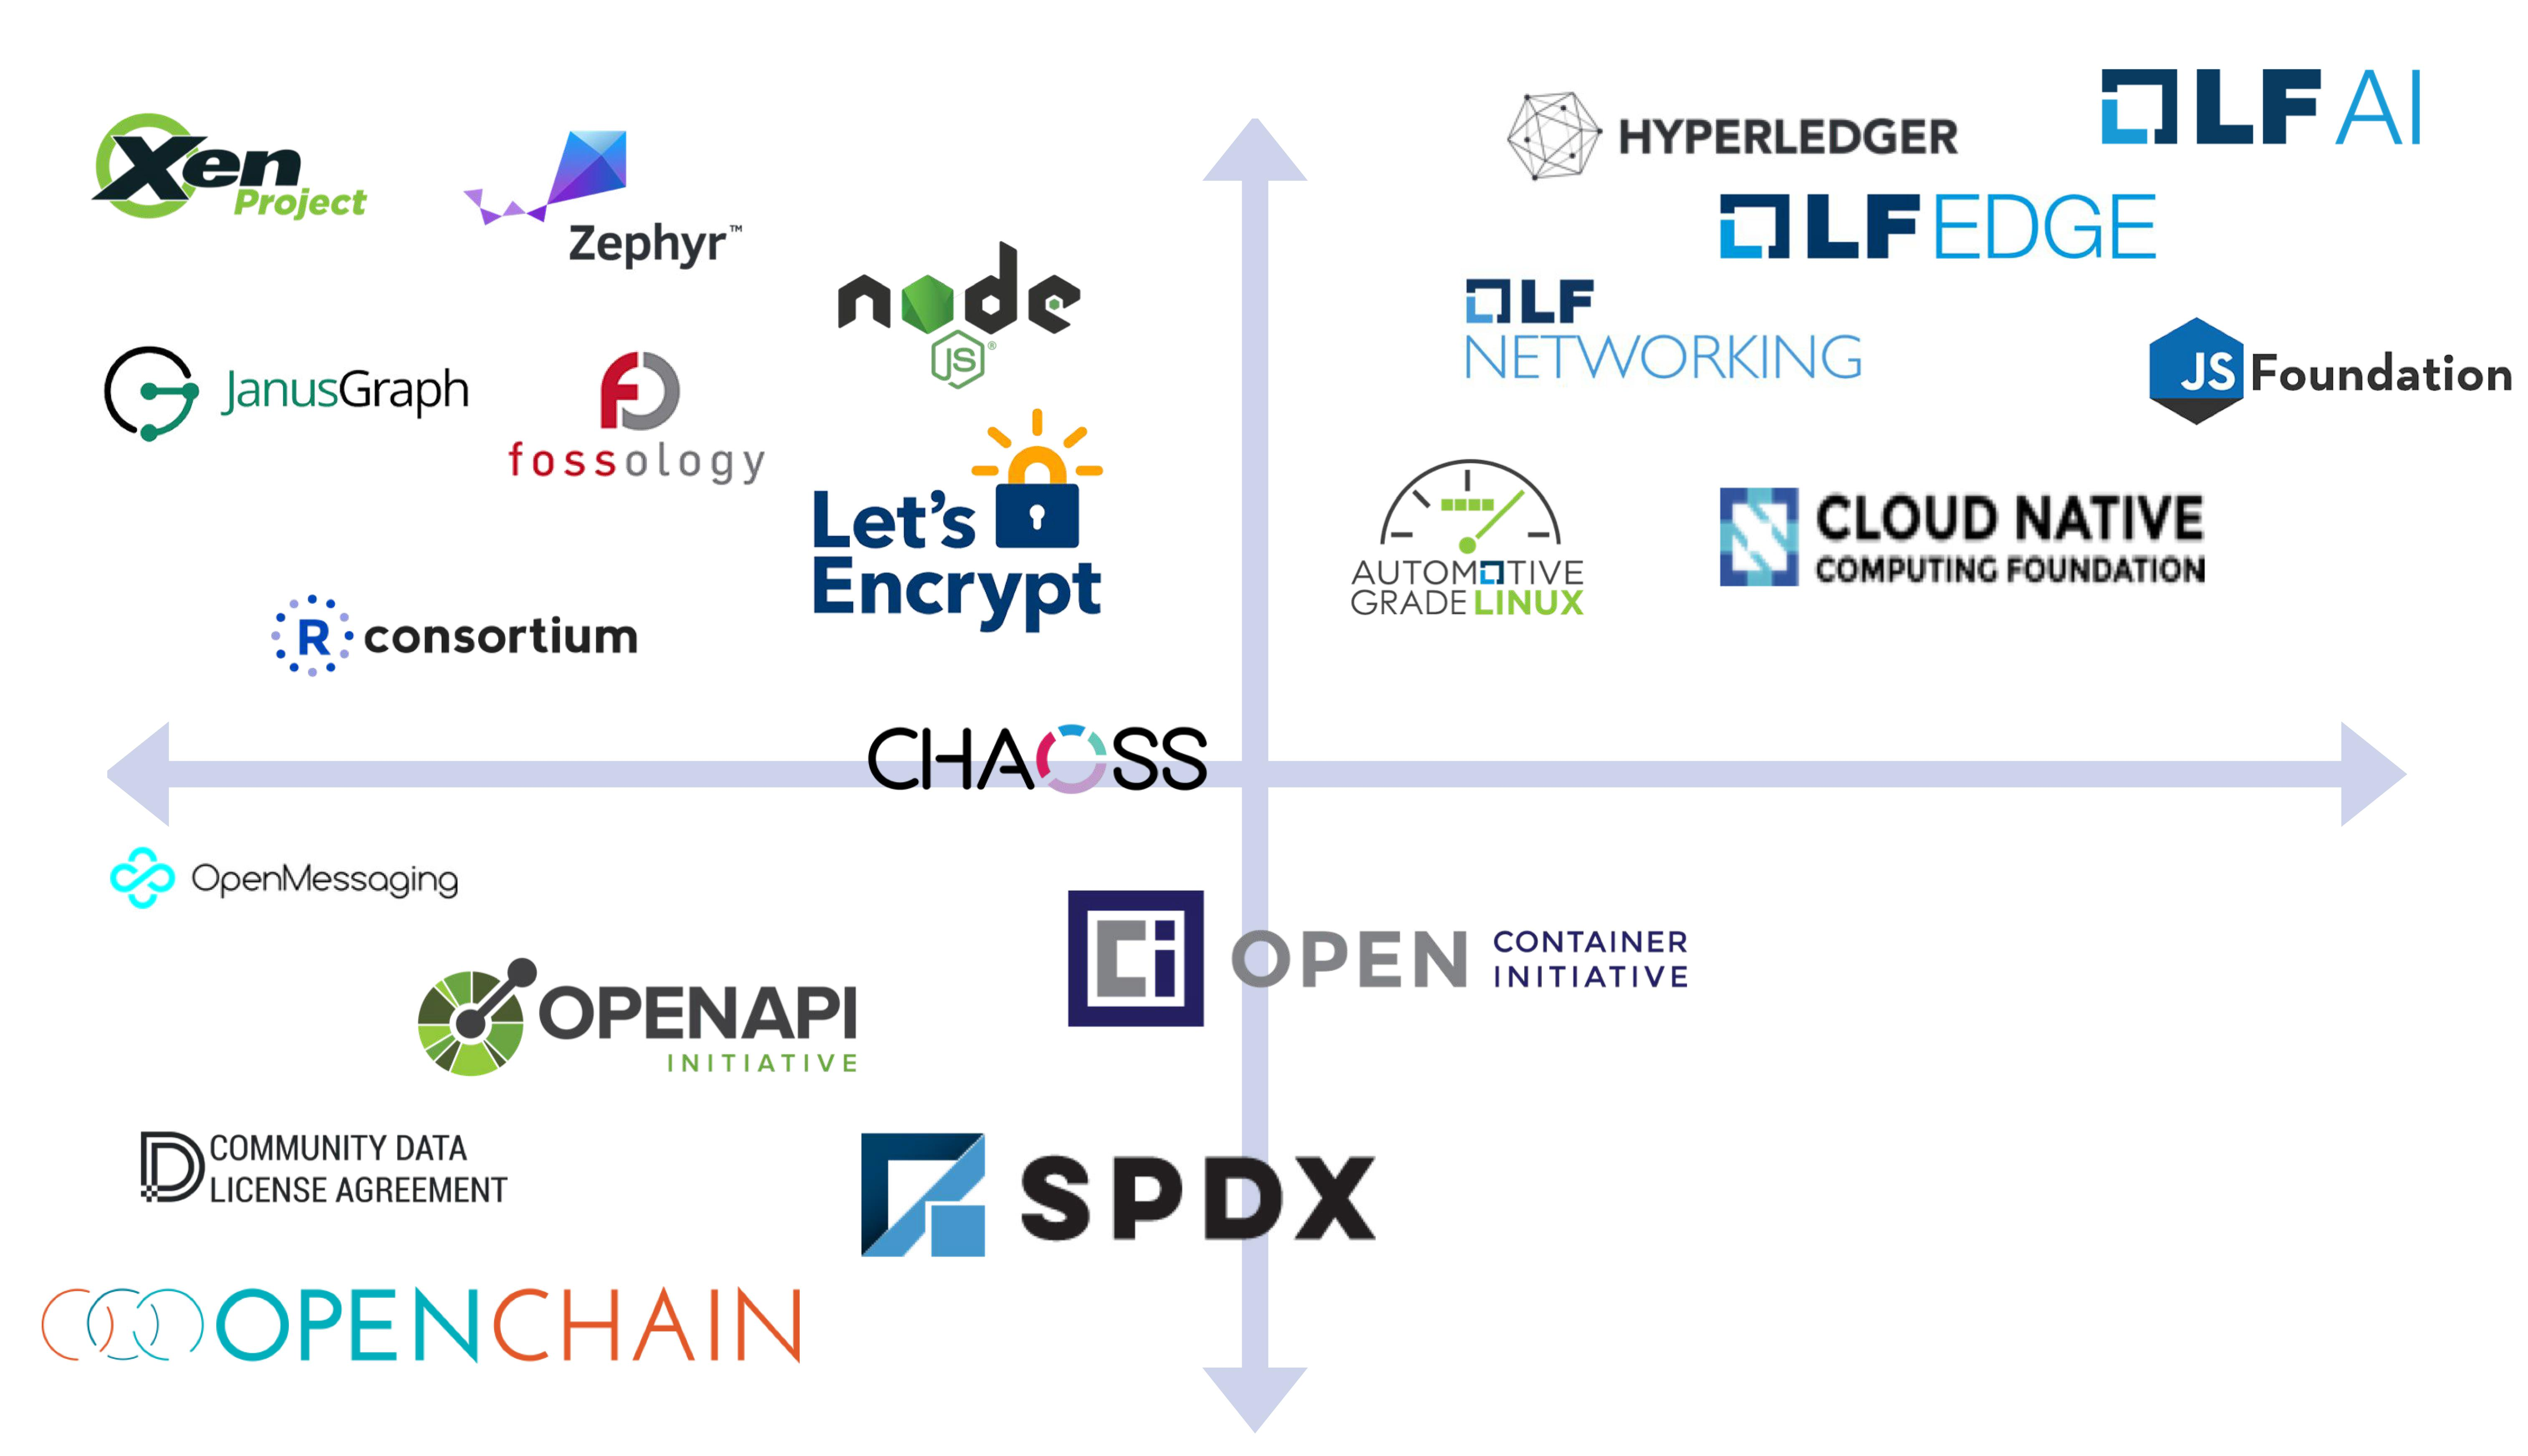 Xen
Project
Zephyr™
node
JS®
JanusGraph
fossology
Let's
Encrypt
R consortium
HYPERLEDGER
LF AI
LF EDGE
LF
NETWORKING
JS Foundation
AUTOMOTIVE
GRADE LINUX
CLOUD NATIVE
COMPUTING FOUNDATION
CHAOSS
OpenMessaging
OPENAPI
INITIATIVE
Ci OPEN CONTAINER
INITIATIVE
D COMMUNITY DATA
LICENSE AGREEMENT
SPDX
OPENCHAIN